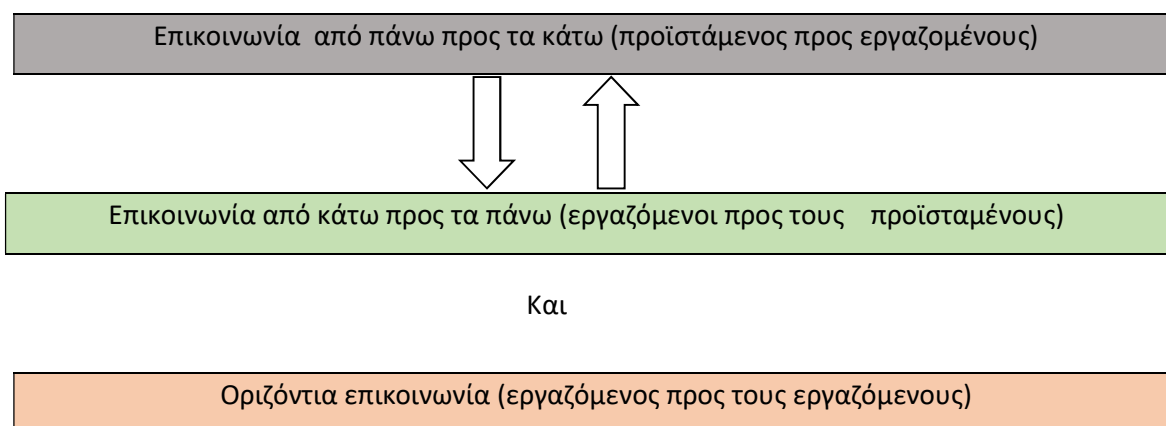 Επικοινωνία από πάνω προς τα κάτω (προϊστάμενος προς εργαζομένους)
Επικοινωνία από κάτω προς τα πάνω (εργαζόμενοι προς τους προϊσταμένους)
Και
Οριζόντια επικοινωνία (εργαζόμενος προς τους εργαζόμενους)